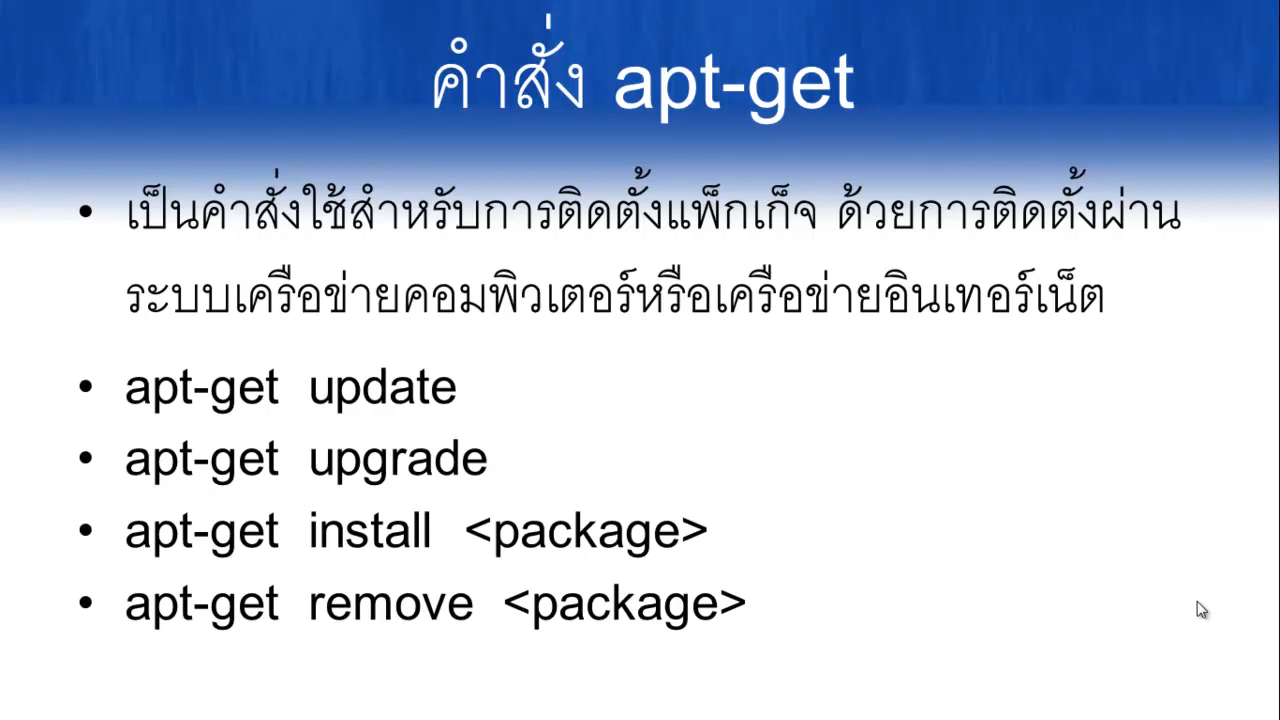 คำสั่ง apt-get
• เป็นคำสั่งใช้สำหรับการติดตั้งแพ็กเก็จ ด้วยการติดตั้งผ่าน
ระบบเครือข่ายคอมพิวเตอร์หรือเครือข่ายอินเทอร์เน็ต
• apt-get update
• apt-get upgrade
• apt-get install <package>
• apt-get remove <package>